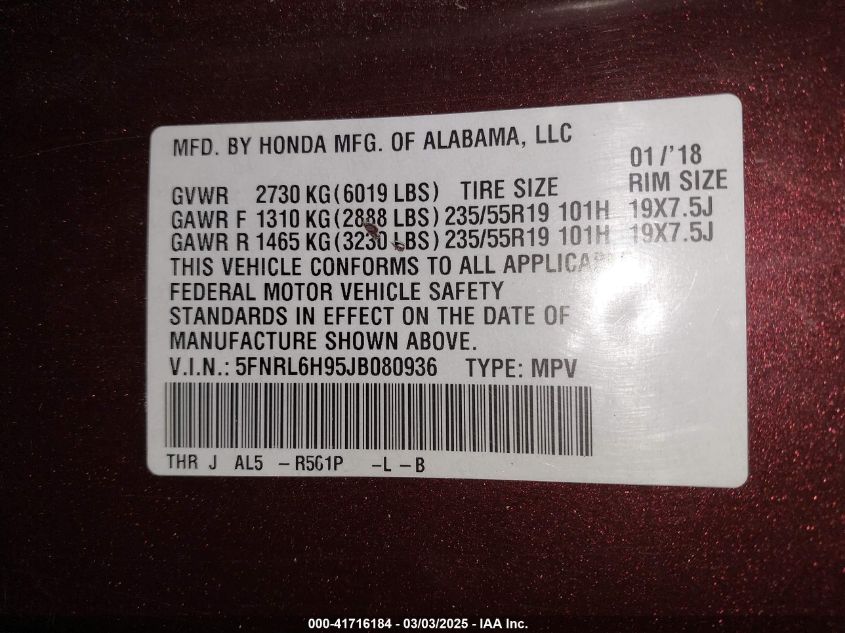 MFD. BY HONDA MFG. OF ALABAMA, LLC
01/'18
GVWR 2730 KG(6019 LBS) TIRE SIZE RIM SIZE
GAWR F 1310 KG(2888 LBS) 235/55R19 101H 19X7.5J
GAWR R 1465 KG(3230 LBS) 235/55R19 101H 19X7.5J
THIS VEHICLE CONFORMS TO ALL
FEDERAL MOTOR VEHICLE SAFETY
STANDARDS IN EFFECT ON THE DATE OF
MANUFACTURE SHOWN ABOVE.
V.I.N.: 5FNRL6H95JB080936 TYPE: MPV
THR J AL5 -R501P -L -B
000-41716184 - 03/03/2025 - IAA Inc.